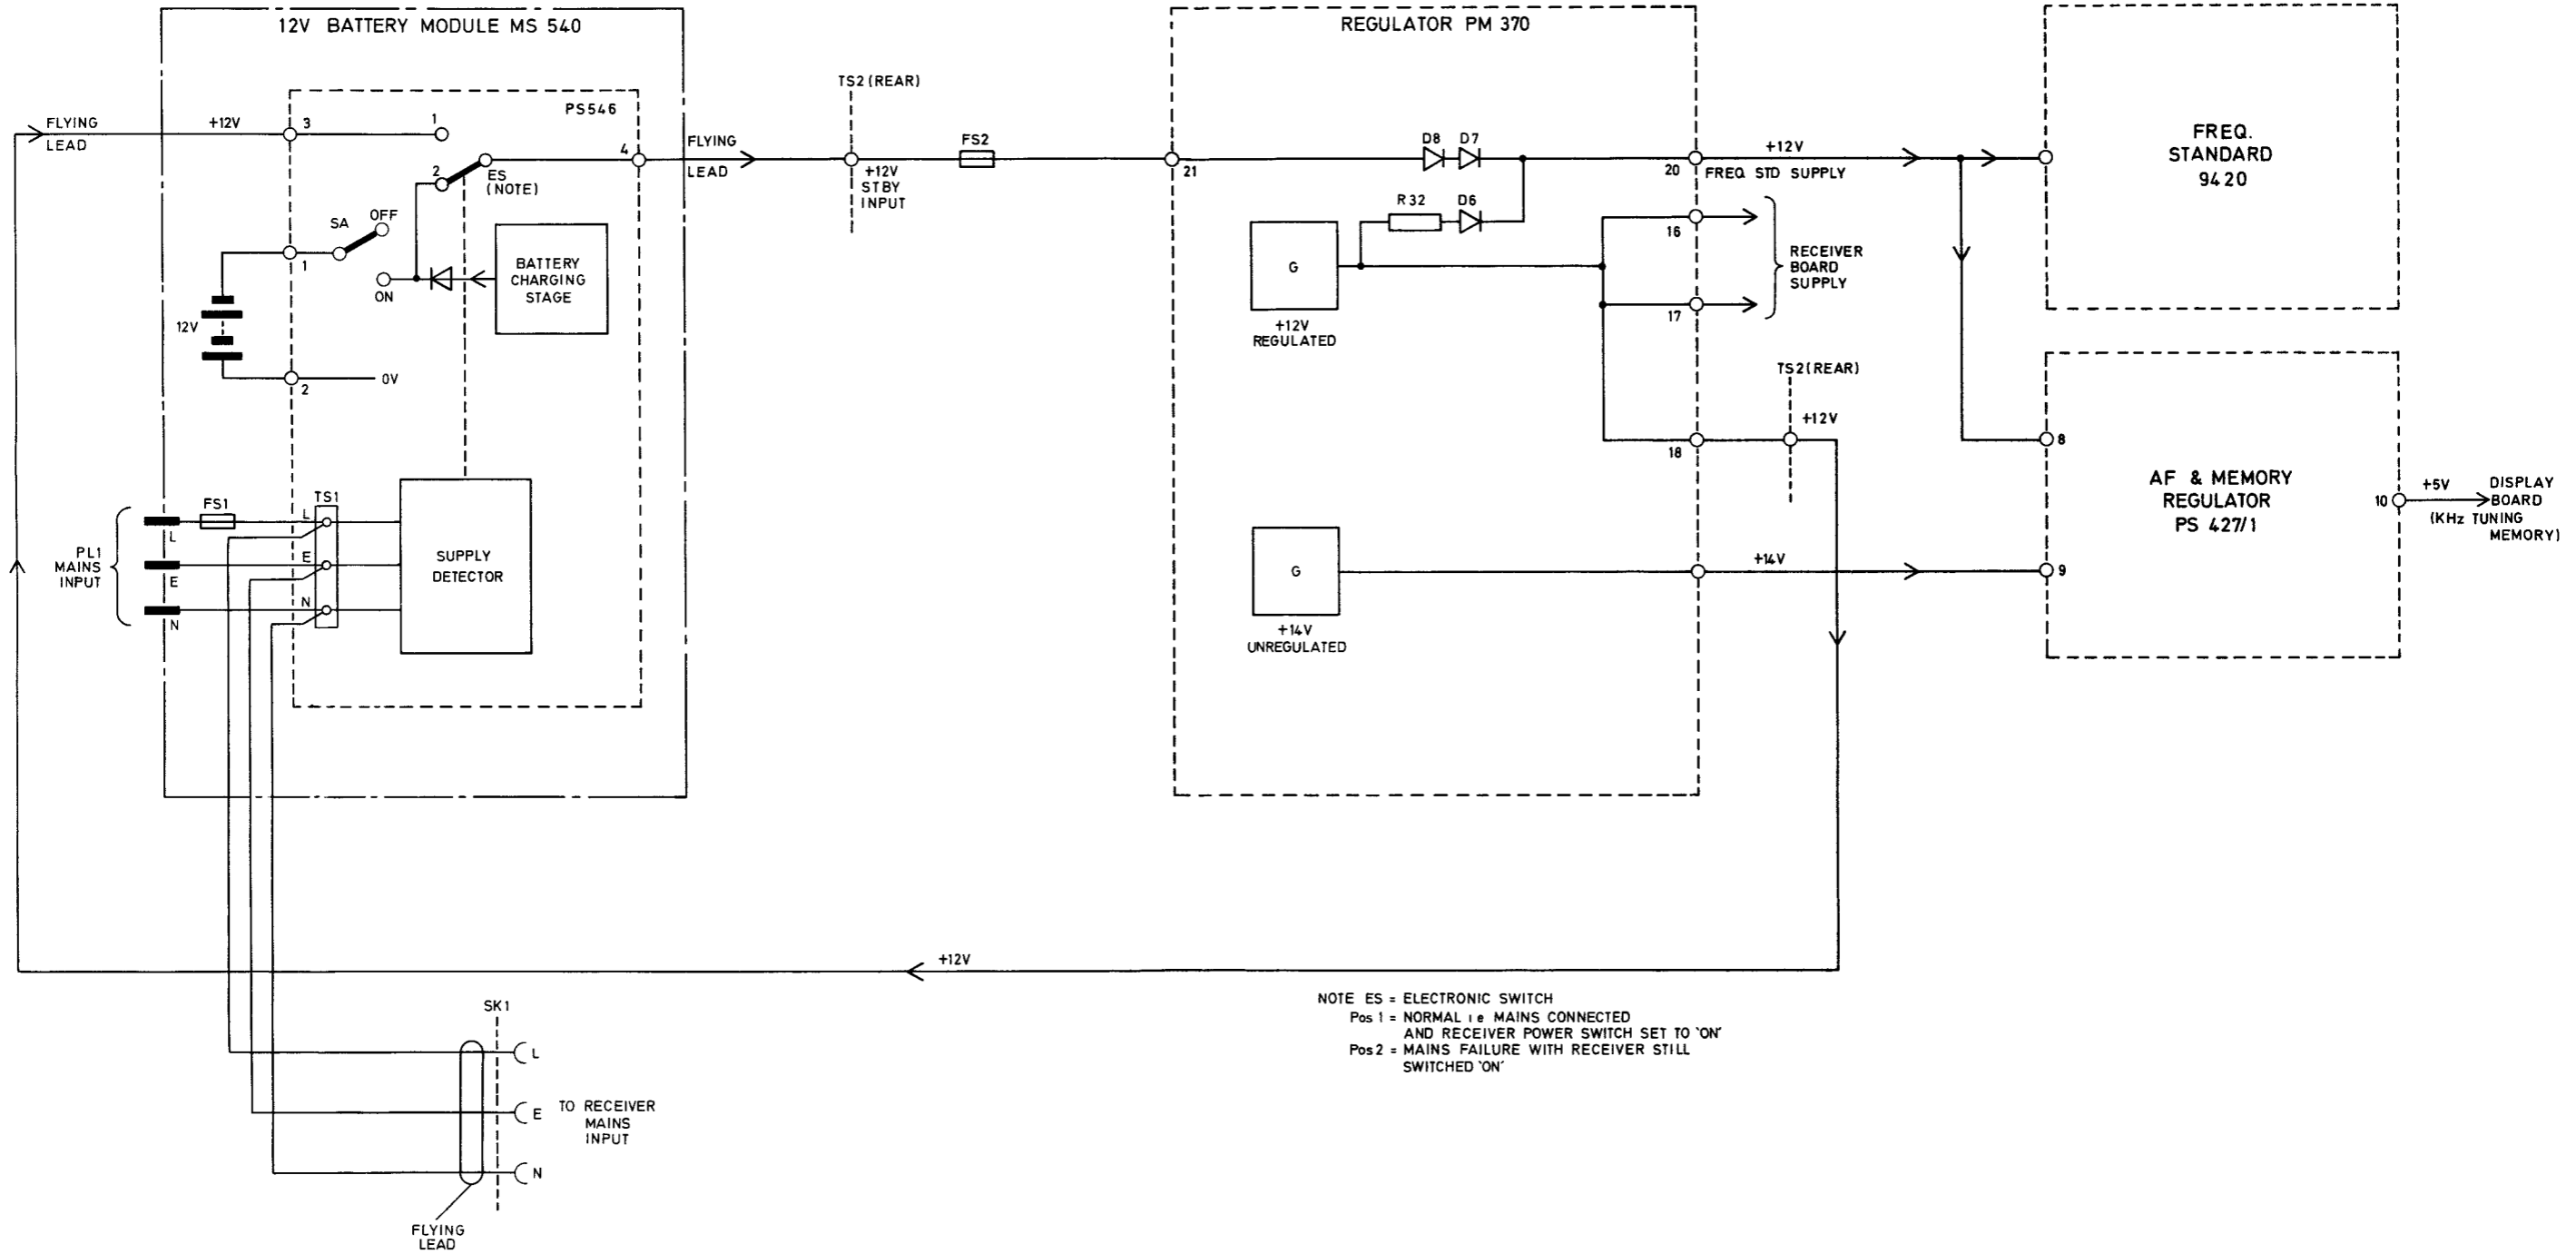 12V BATTERY MODULE MS 540
PS546
FLYING
LEAD
+12V
3
1
2
ES
(NOTE)
4
FLYING
LEAD
SA
OFF
ON
1
BATTERY
CHARGING
STAGE
12V
2
0V
PL1
MAINS
INPUT
FS1
L
E
N
TS1
L
E
N
SUPPLY
DETECTOR
TS2 (REAR)
+12V
STBY
INPUT
FS2
REGULATOR PM 370
21
D8
D7
R32
D6
G
+12V
REGULATED
20
+12V
FREQ STD SUPPLY
16
17
RECEIVER
BOARD
SUPPLY
TS2 (REAR)
+12V
18
G
+14V
UNREGULATED
+14V
FREQ.
STANDARD
9420
8
9
AF & MEMORY
REGULATOR
PS 427/1
10
+5V
DISPLAY
BOARD
(KHz TUNING
MEMORY)
+12V
NOTE ES = ELECTRONIC SWITCH
Pos 1 = NORMAL i e MAINS CONNECTED
AND RECEIVER POWER SWITCH SET TO 'ON'
Pos 2 = MAINS FAILURE WITH RECEIVER STILL
SWITCHED 'ON'
SK1
L
E
N
TO RECEIVER
MAINS
INPUT
FLYING
LEAD